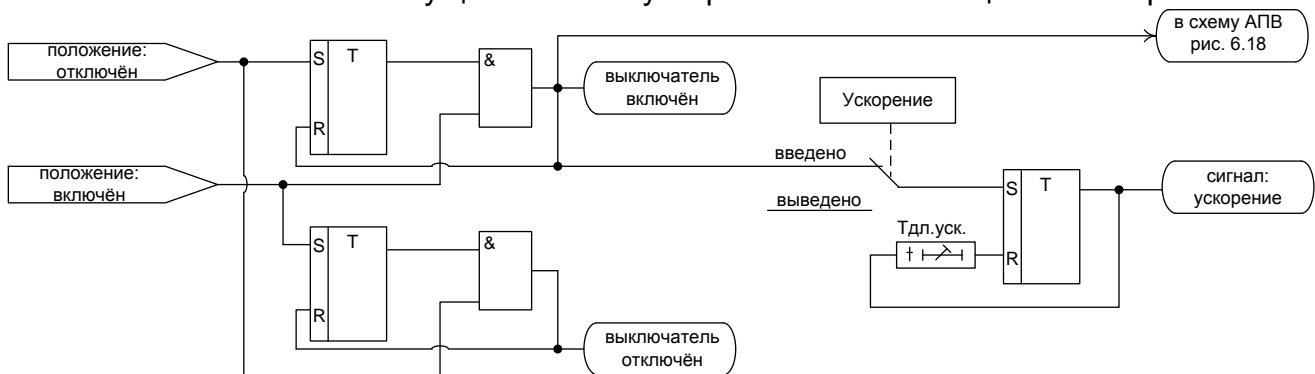 в схему АПВ
рис. 6.18
положение:
отключён
S T
R
&
выключатель
включён
Ускорение
положение:
включён
введено
выведено
S T
R
сигнал:
ускорение
Tдл.уск.
t
S T
R
&
выключатель
отключён